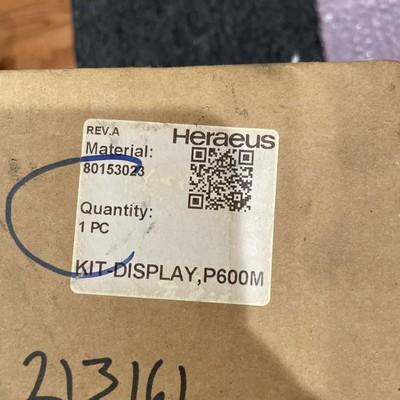 REV.A
Heraeus
Material:
80153023
Quantity:
1 PC
KIT-DISPLAY,P600M
213161